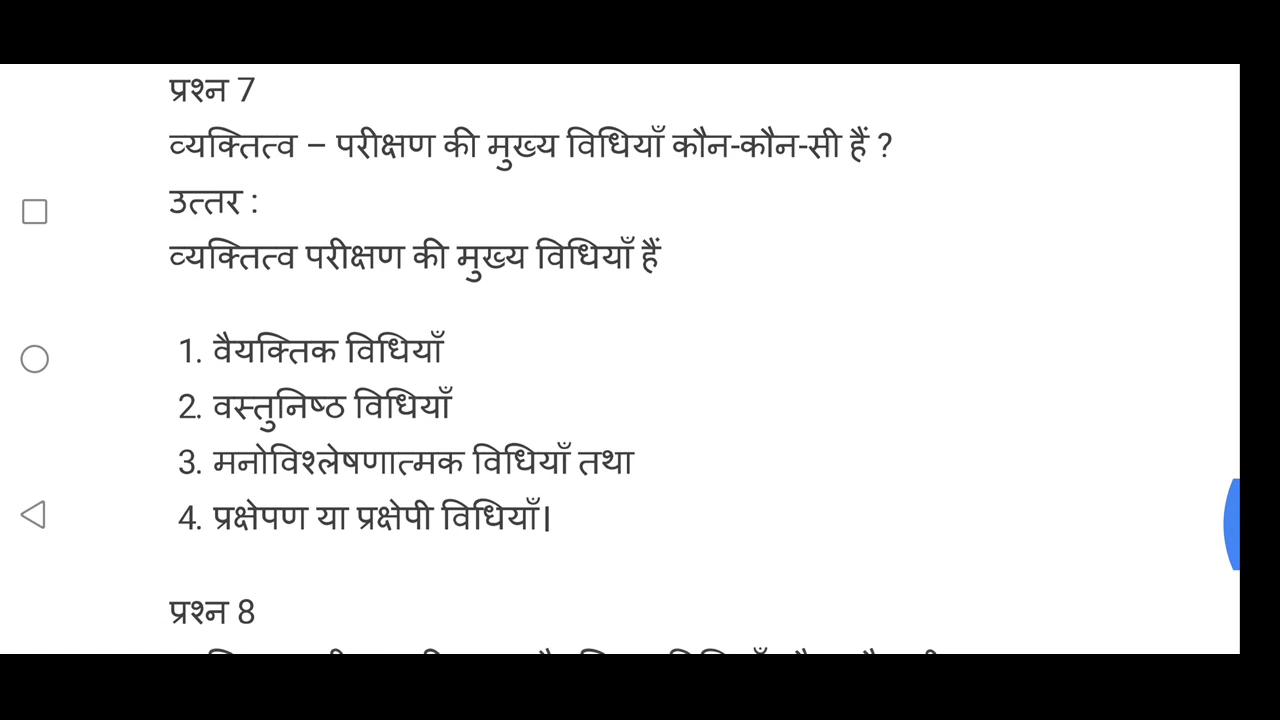 प्रश्न 7
व्यक्तित्व – परीक्षण की मुख्य विधियाँ कौन-कौन-सी हैं ?
उत्तर :
व्यक्तित्व परीक्षण की मुख्य विधियाँ हैं
1. वैयक्तिक विधियाँ
2. वस्तुनिष्ठ विधियाँ
3. मनोविश्लेषणात्मक विधियाँ तथा
4. प्रक्षेपण या प्रक्षेपी विधियाँ।
प्रश्न 8